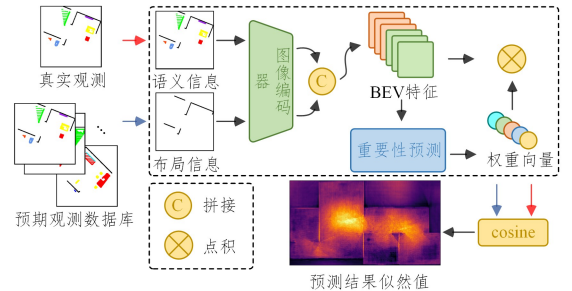 真实观测
预期观测数据库
语义信息
布局信息
图像编码
器
C
BEV特征
重要性预测
权重向量
C 拼接
点积
cosine
预测结果似然值